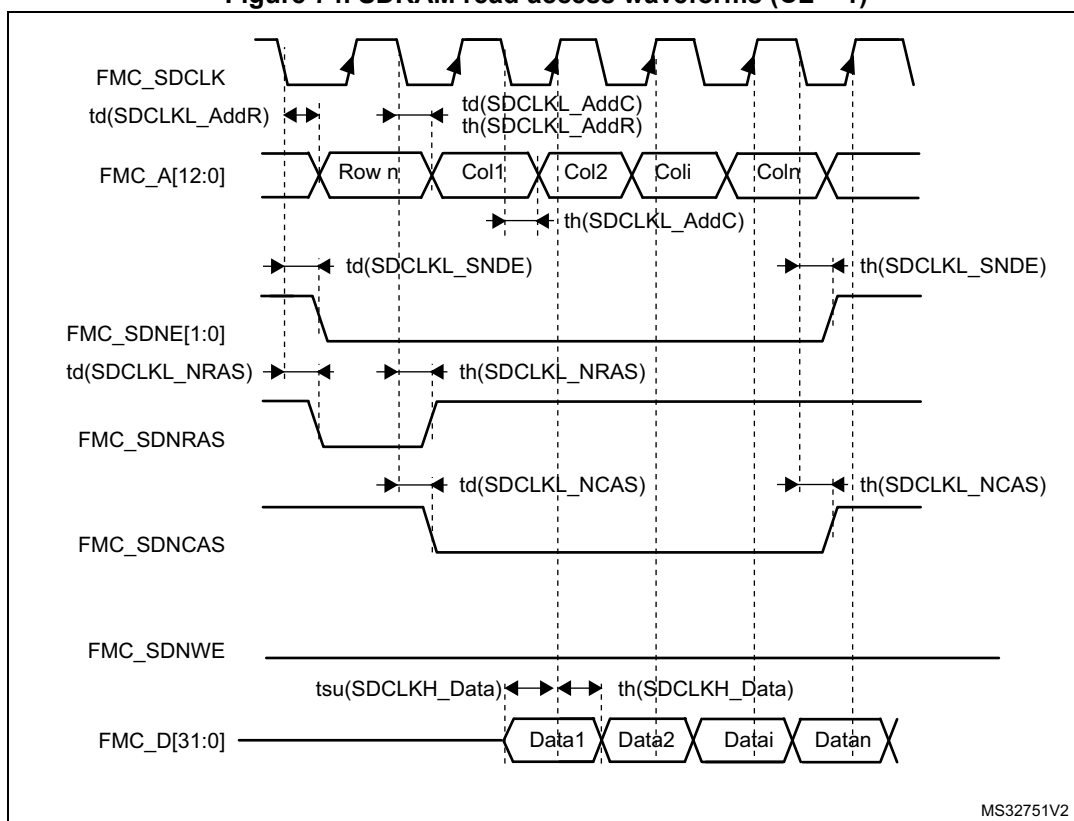 Figure 74. SDRAM read access waveforms (CL = 1)
FMC_SDCLK
td(SDCLKL_AddR)
td(SDCLKL_AddC)
th(SDCLKL_AddR)
FMC_A[12:0]
Row n
Col1
Col2
Coli
Coln
th(SDCLKL_AddC)
td(SDCLKL_SNDE)
th(SDCLKL_SNDE)
FMC_SDNE[1:0]
td(SDCLKL_NRAS)
th(SDCLKL_NRAS)
FMC_SDNRAS
td(SDCLKL_NCAS)
th(SDCLKL_NCAS)
FMC_SDNCAS
FMC_SDNWE
tsu(SDCLKH_Data)
th(SDCLKH_Data)
FMC_D[31:0]
Data1
Data2
Datai
Datan
MS32751V2